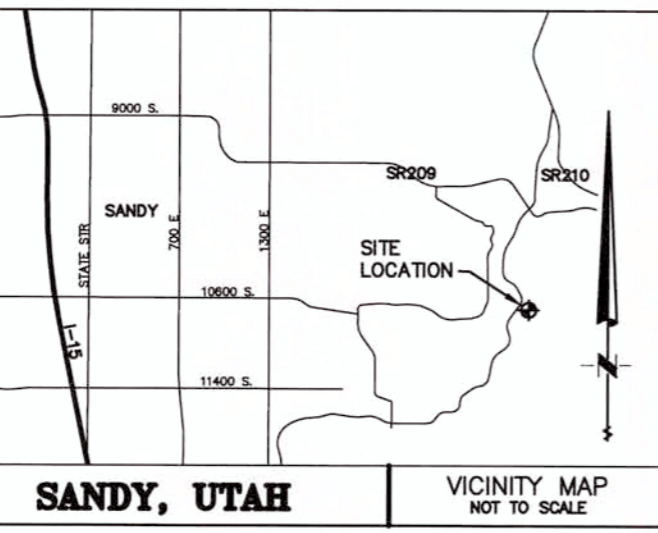 9000 S.
SR209
SR210
SANDY
STATE STR
700 E
1300 E
SITE
LOCATION
10600 S.
I-15
11400 S.
N
SANDY, UTAH
VICINITY MAP
NOT TO SCALE